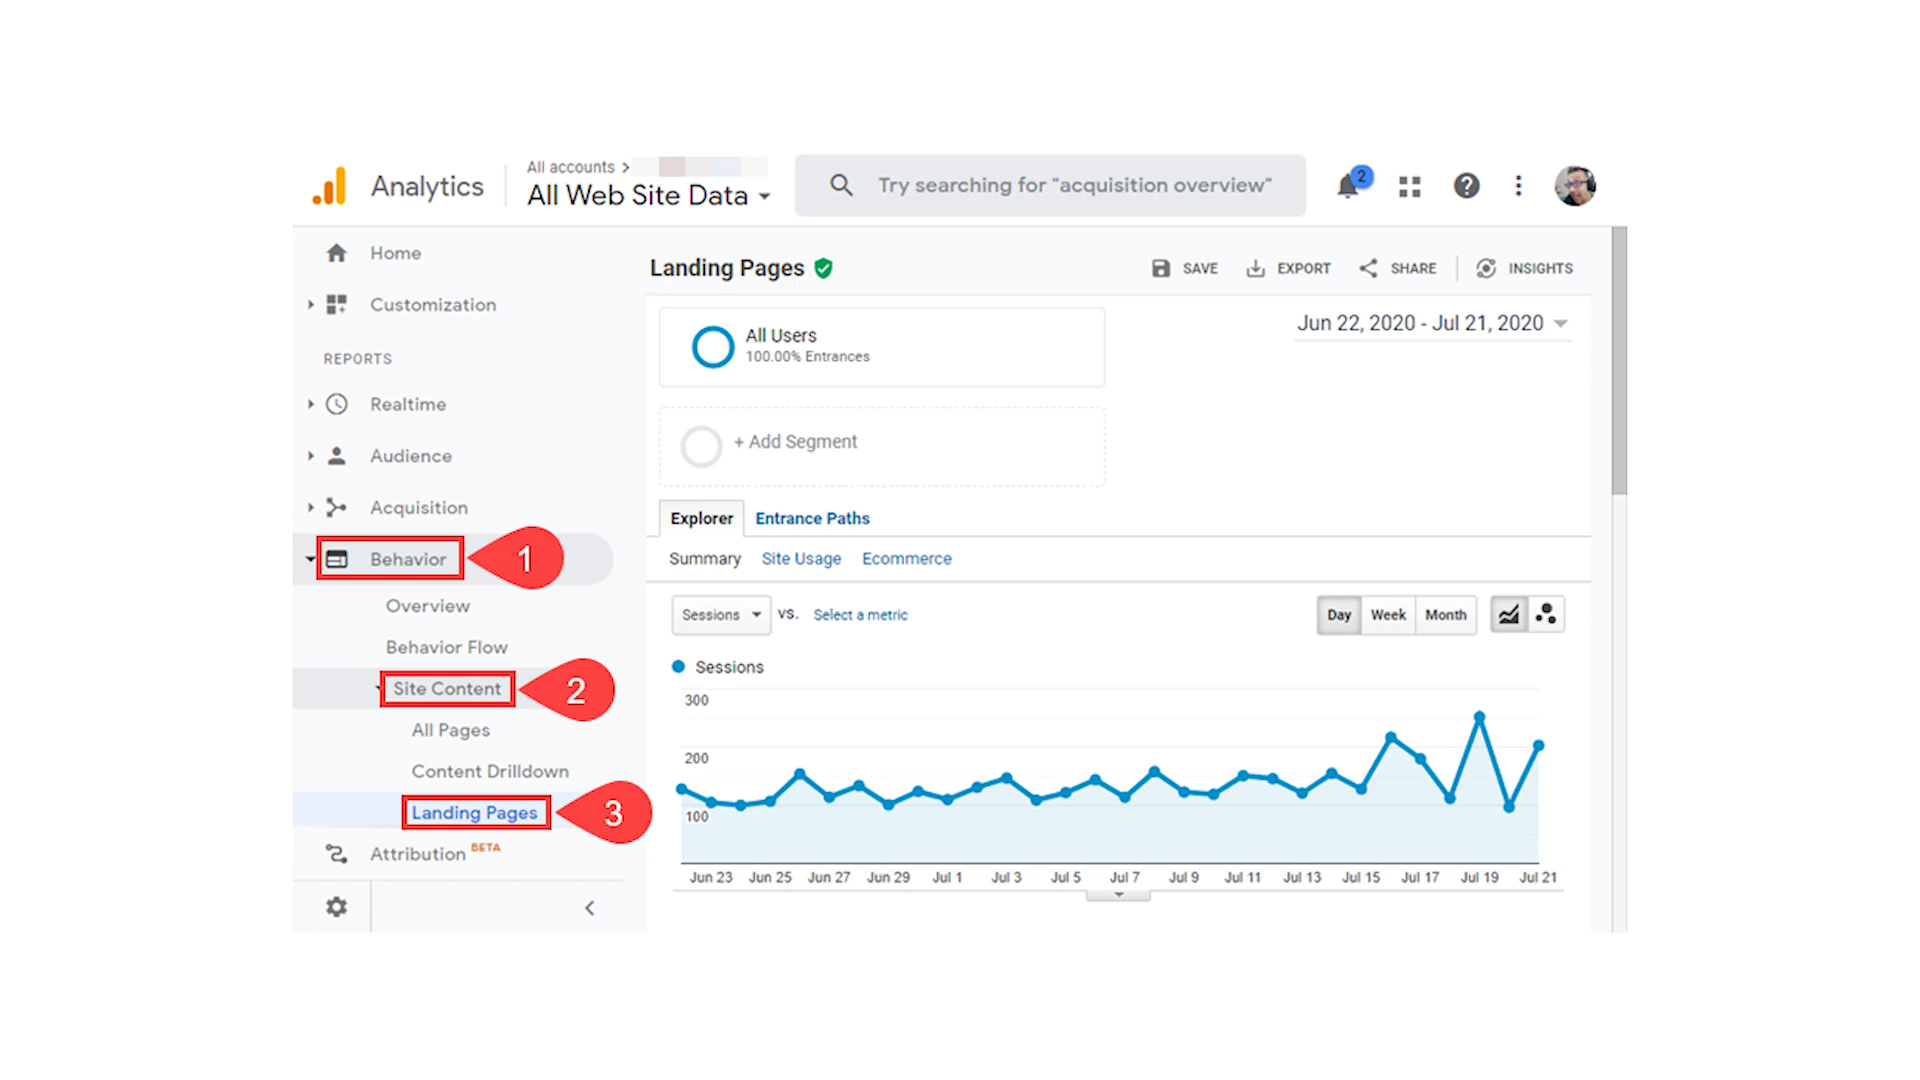 Analytics
All accounts >
All Web Site Data
Try searching for "acquisition overview"
2
Home
Customization
REPORTS
Realtime
Audience
Acquisition
Behavior
1
Overview
Behavior Flow
Site Content
2
All Pages
Content Drilldown
Landing Pages
3
Attribution BETA
Landing Pages
SAVE
EXPORT
SHARE
INSIGHTS
All Users
100.00% Entrances
Jun 22, 2020 - Jul 21, 2020
+ Add Segment
Explorer
Entrance Paths
Summary
Site Usage
Ecommerce
Sessions
VS.
Select a metric
Day
Week
Month
Sessions
300
200
100
Jun 23
Jun 25
Jun 27
Jun 29
Jul 1
Jul 3
Jul 5
Jul 7
Jul 9
Jul 11
Jul 13
Jul 15
Jul 17
Jul 19
Jul 21